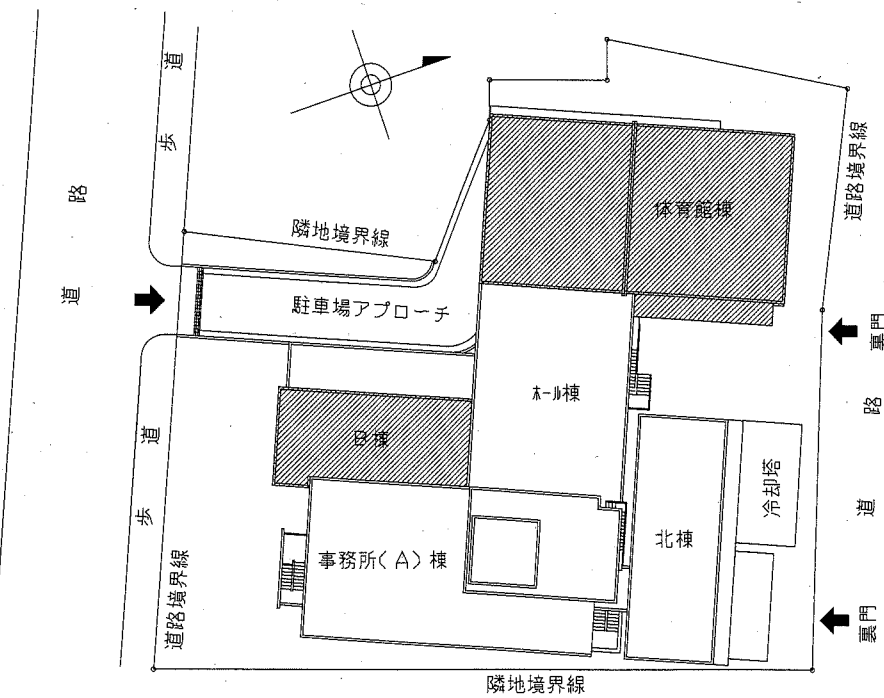 歩道
道路
隣地境界線
駐車場アプローチ
体育館棟
道路境界線
裏門
ホール棟
B棟
道路
歩道
冷却塔
北棟
事務所(A)棟
道路境界線
裏門
隣地境界線